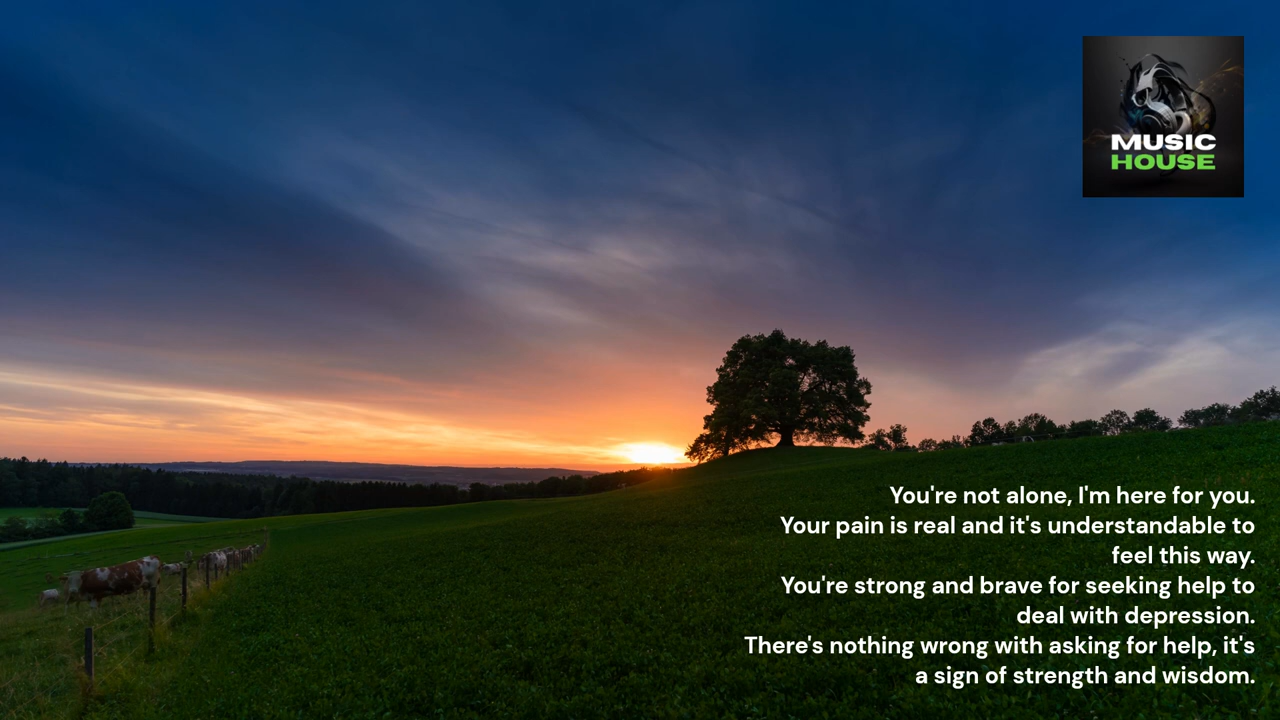 MUSIC
HOUSE
You're not alone, I'm here for you.
Your pain is real and it's understandable to
feel this way.
You're strong and brave for seeking help to
deal with depression.
There's nothing wrong with asking for help, it's
a sign of strength and wisdom.